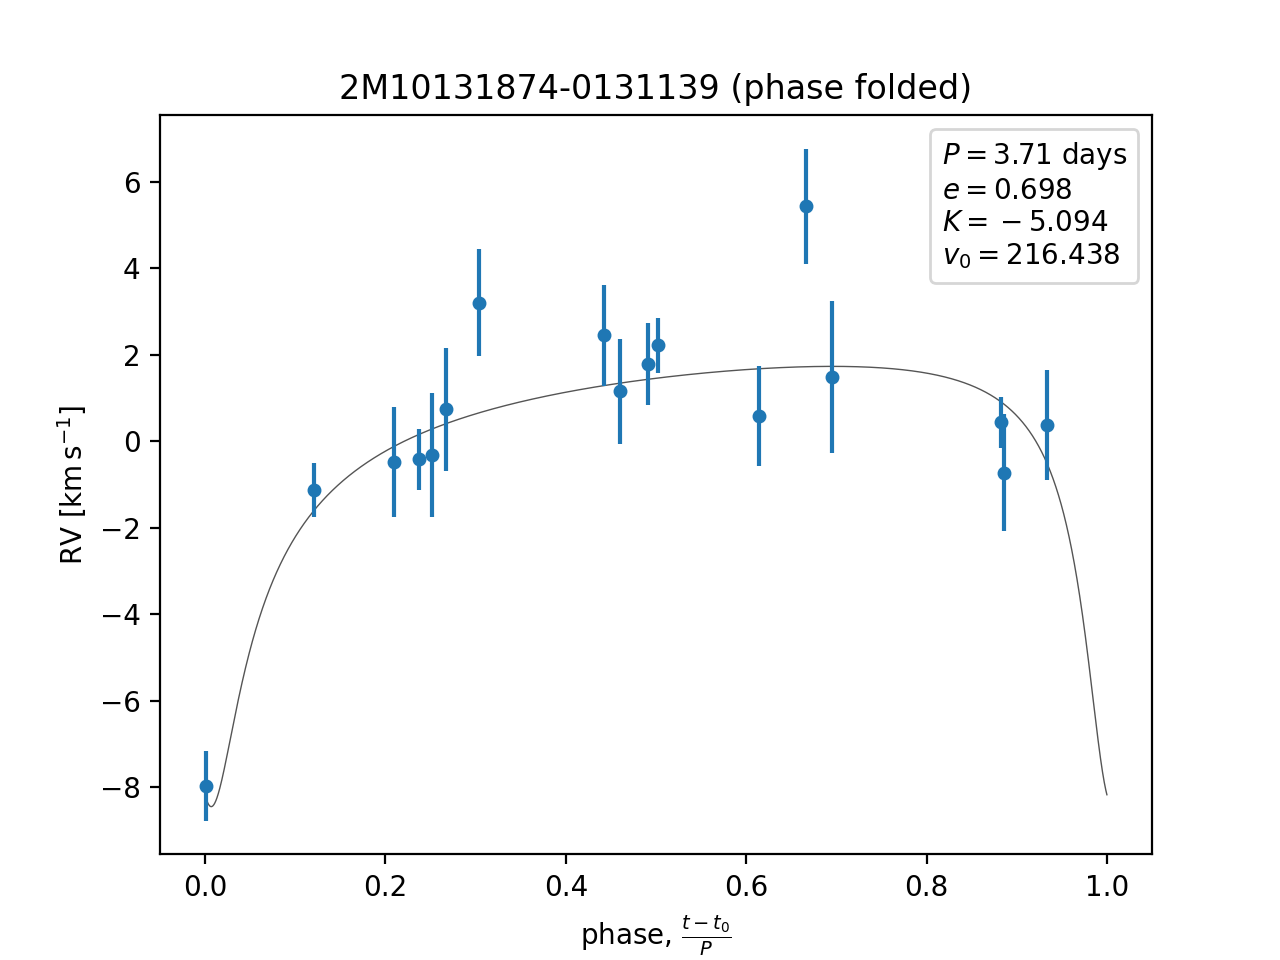 2M10131874-0131139 (phase folded)
P = 3.71 days
e = 0.698
K = −5.094
v₀ = 216.438
RV [km s⁻¹]
6
4
2
0
−2
−4
−6
−8
0.0 0.2 0.4 0.6 0.8 1.0
phase, (t − t₀)/P